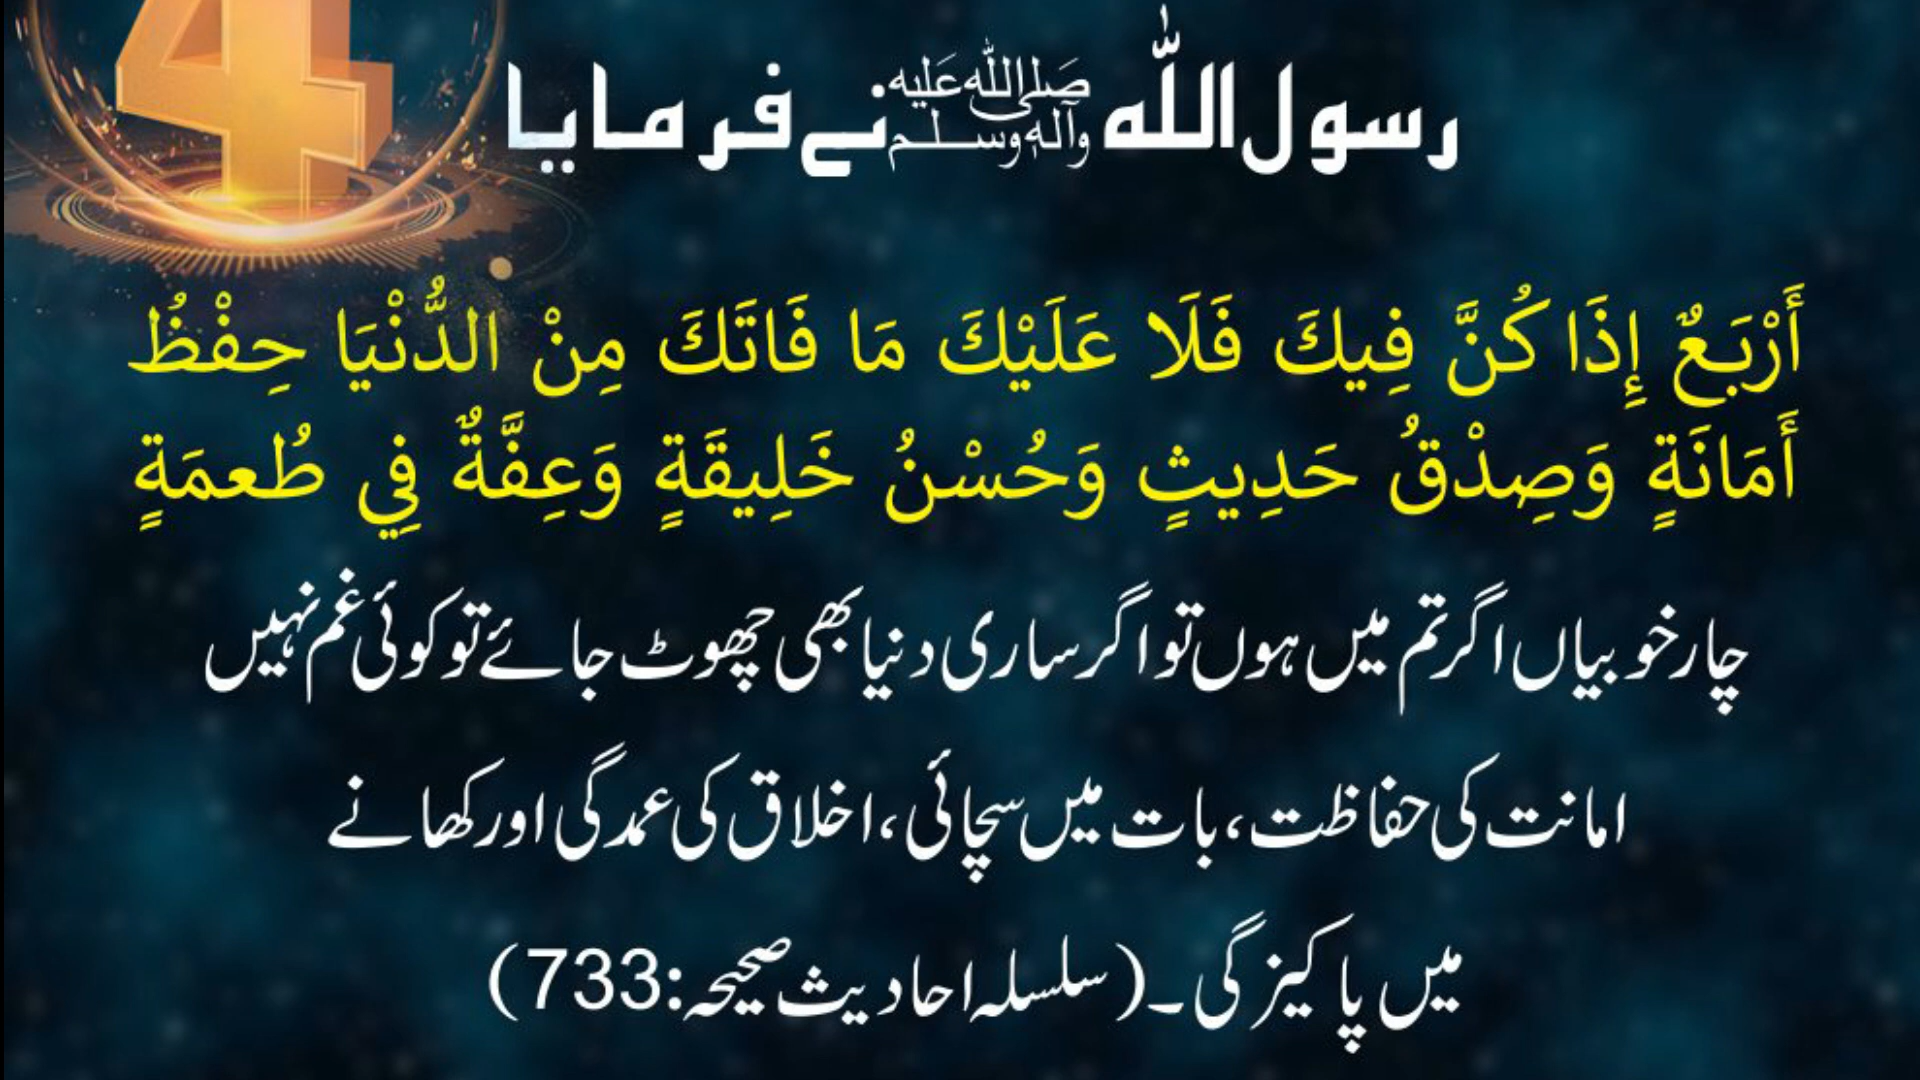 4
رسول اللہ صلی اللہ علیہ وآلہ وسلم نے فرمایا
أَرْبَعٌ إِذَا كُنَّ فِيكَ فَلَا عَلَيْكَ مَا فَاتَكَ مِنْ الدُّنْيَا حِفْظُ
أَمَانَةٍ وَصِدْقُ حَدِيثٍ وَحُسْنُ خَلِيقَةٍ وَعِفَّةٌ فِي طُعمَةٍ
چار خوبیاں اگر تم میں ہوں تو اگر ساری دنیا بھی چھوٹ جائے تو کوئی غم نہیں
امانت کی حفاظت، بات میں سچائی، اخلاق کی عمدگی اور کھانے
میں پاکیزگی۔ (سلسلہ احادیث صحیحہ:733)